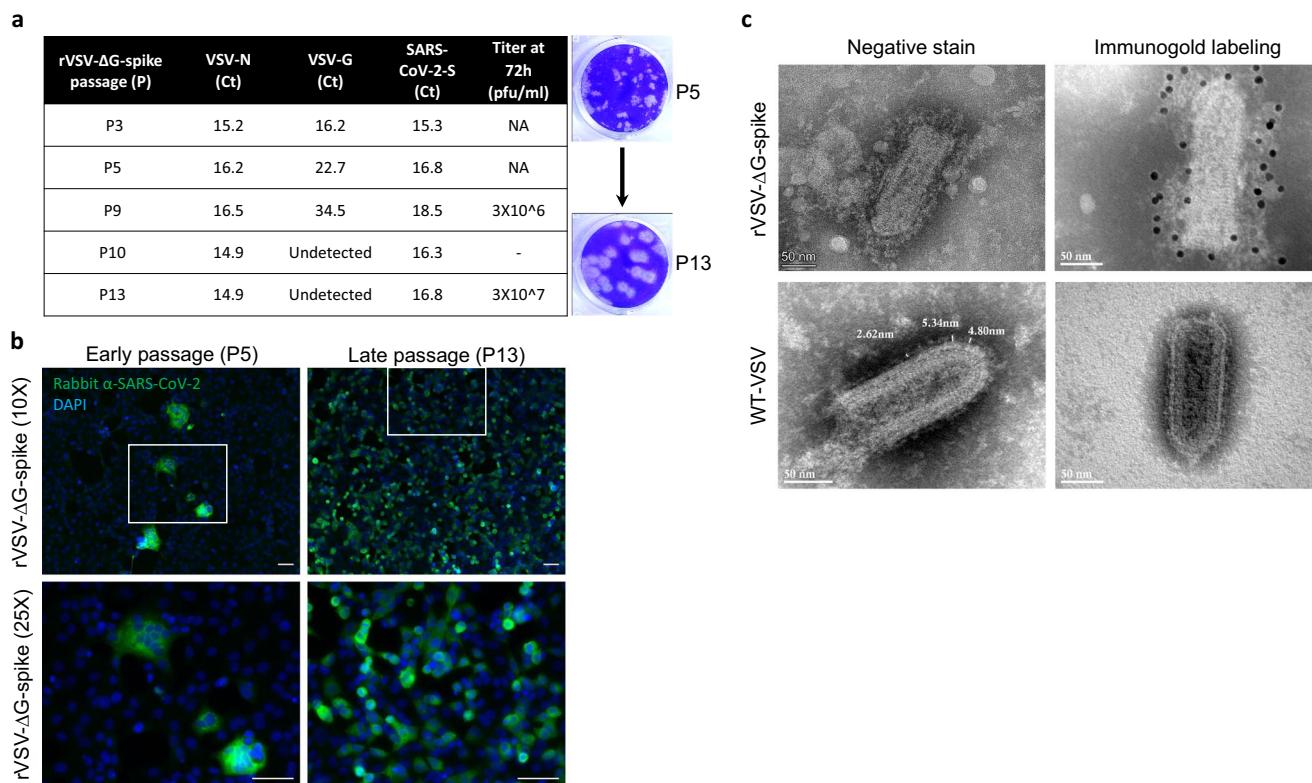 a
rVSV-ΔG-spike
passage (P)
VSV-N
(Ct)
VSV-G
(Ct)
SARS-
CoV-2-S
(Ct)
Titer at
72h
(pfu/ml)
P3 15.2 16.2 15.3 NA
P5 16.2 22.7 16.8 NA
P9 16.5 34.5 18.5 3X10^6
P10 14.9 Undetected 16.3 -
P13 14.9 Undetected 16.8 3X10^7
P5
P13
b
Early passage (P5) Late passage (P13)
rVSV-ΔG-spike (10X)
Rabbit α-SARS-CoV-2
DAPI
rVSV-ΔG-spike (25X)
c
Negative stain Immunogold labeling
rVSV-ΔG-spike
50 nm
50 nm
WT-VSV
2.62nm
5.34nm
4.80nm
50 nm
50 nm